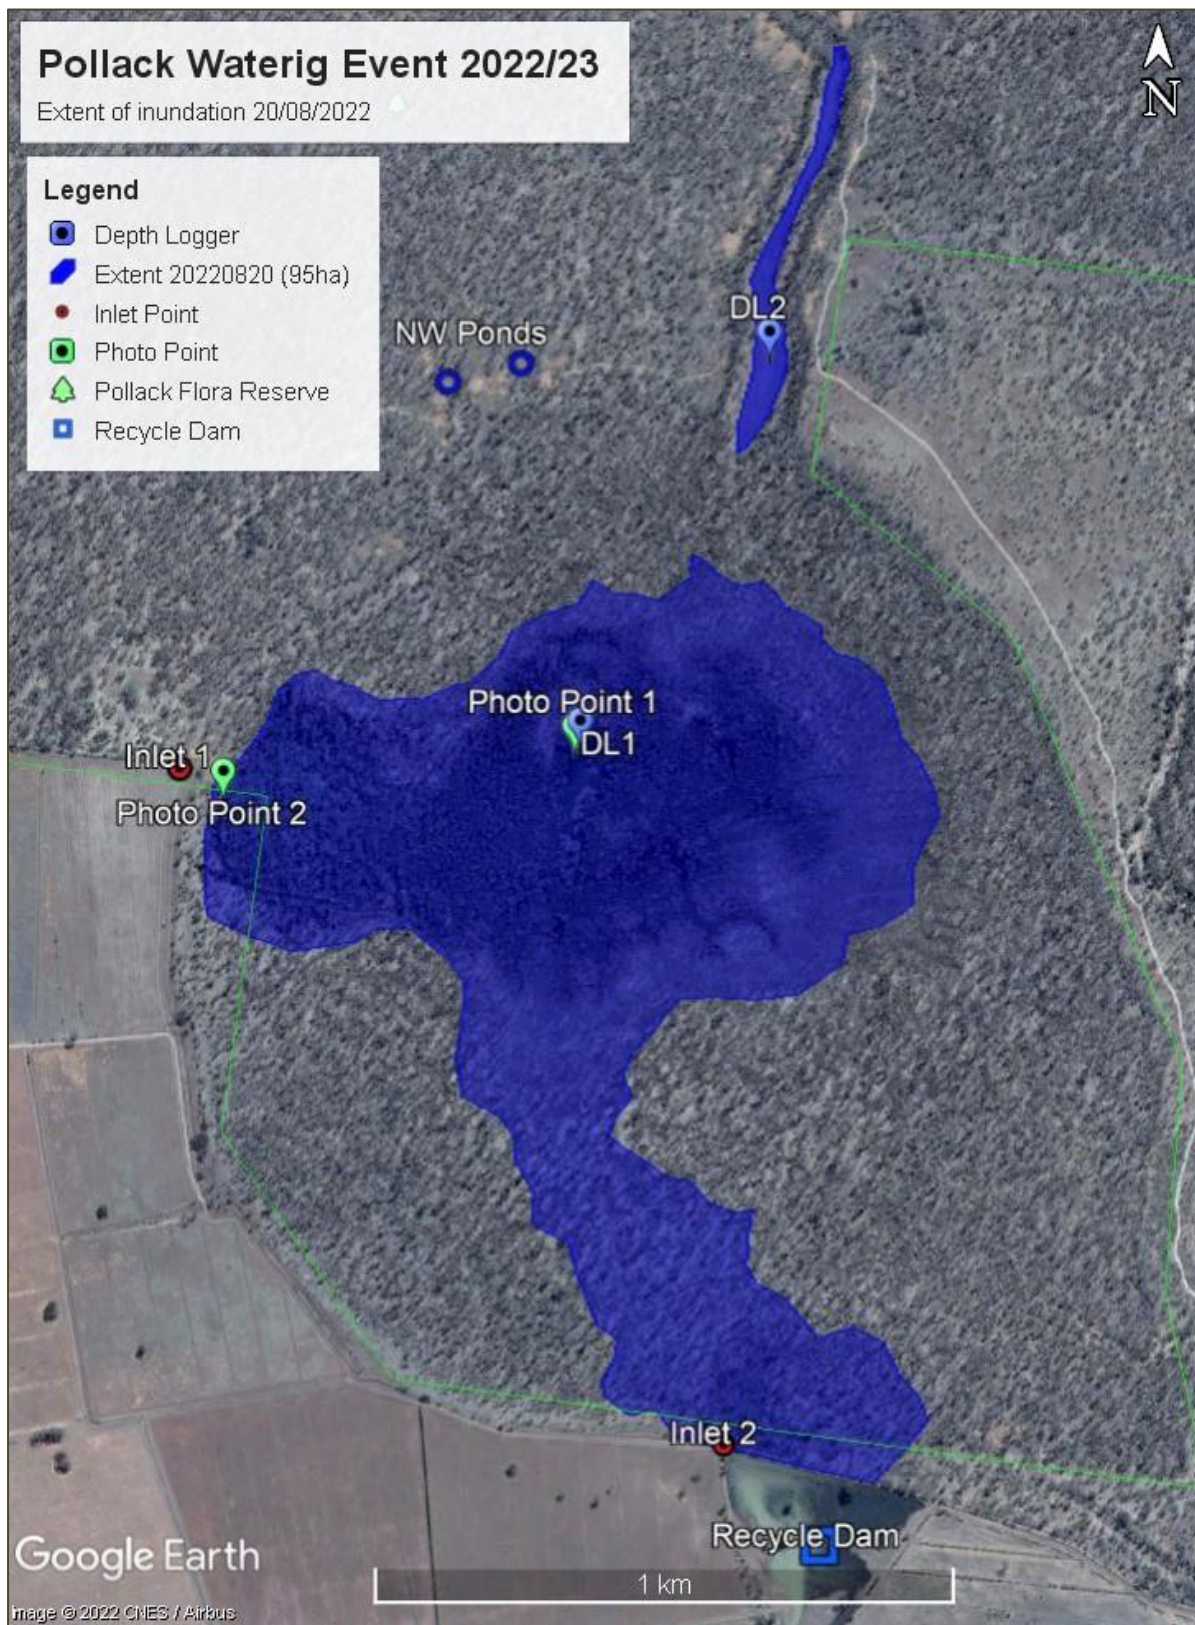 Pollack Waterig Event 2022/23
Extent of inundation 20/08/2022
N
Legend
Depth Logger
Extent 20220820 (95ha)
Inlet Point
Photo Point
Pollack Flora Reserve
Recycle Dam
DL2
NW Ponds
Photo Point 1
DL1
Inlet 1
Photo Point 2
Inlet 2
Recycle Dam
Google Earth
1 km
Image © 2022 CNES / Airbus